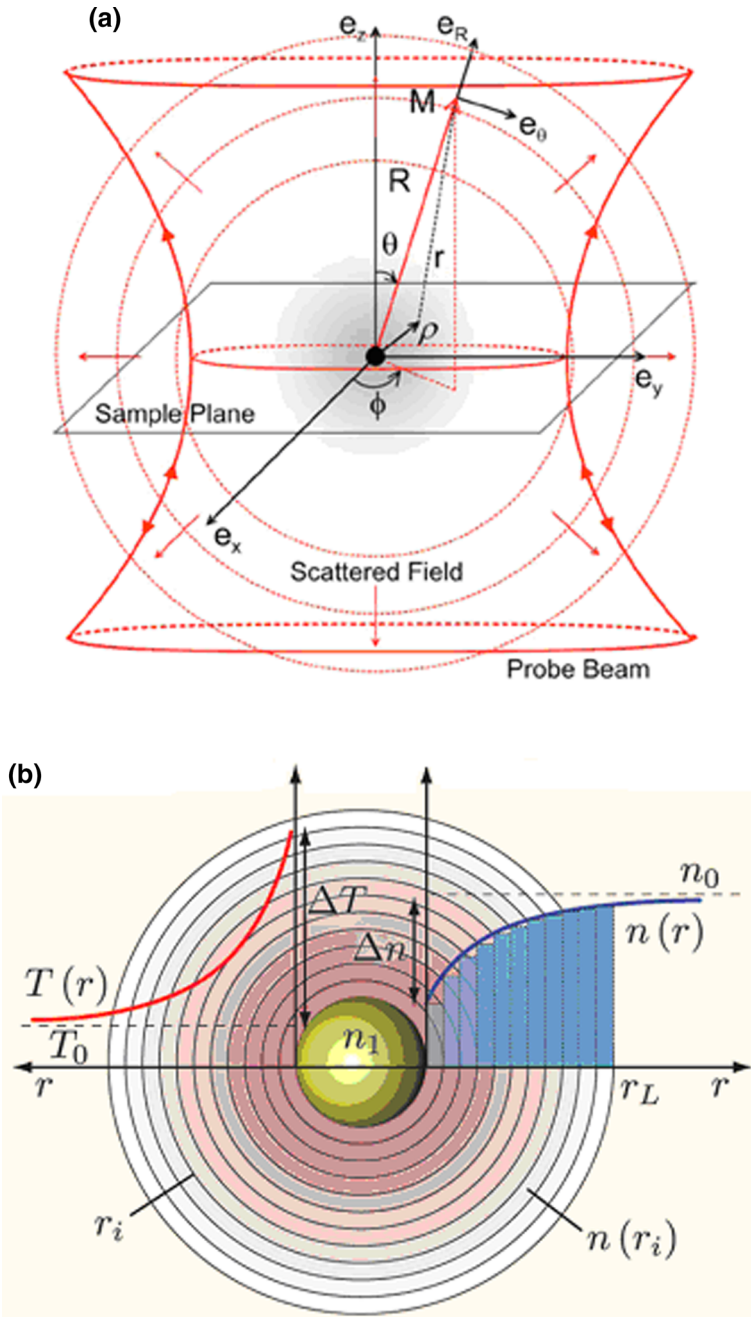 (a)
e_z
e_R
M
e_θ
R
θ
r
ρ
e_y
Sample Plane
ϕ
e_x
Scattered Field
Probe Beam
(b)
n_0
ΔT
Δn
n(r)
T(r)
T_0
n_1
r
r_L
r
r_i
n(r_i)